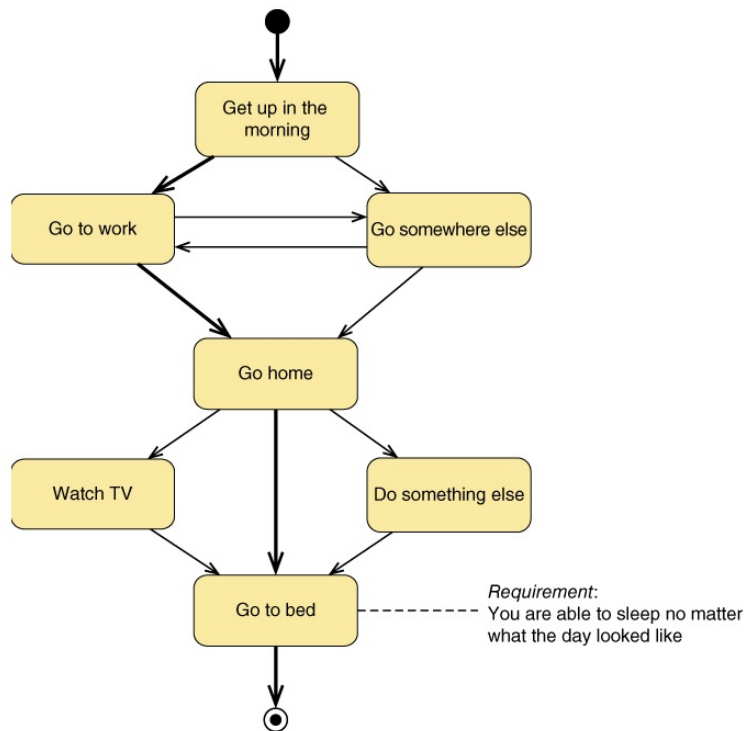 Get up in the
morning
Go to work
Go somewhere else
Go home
Watch TV
Do something else
Go to bed
Requirement:
You are able to sleep no matter
what the day looked like